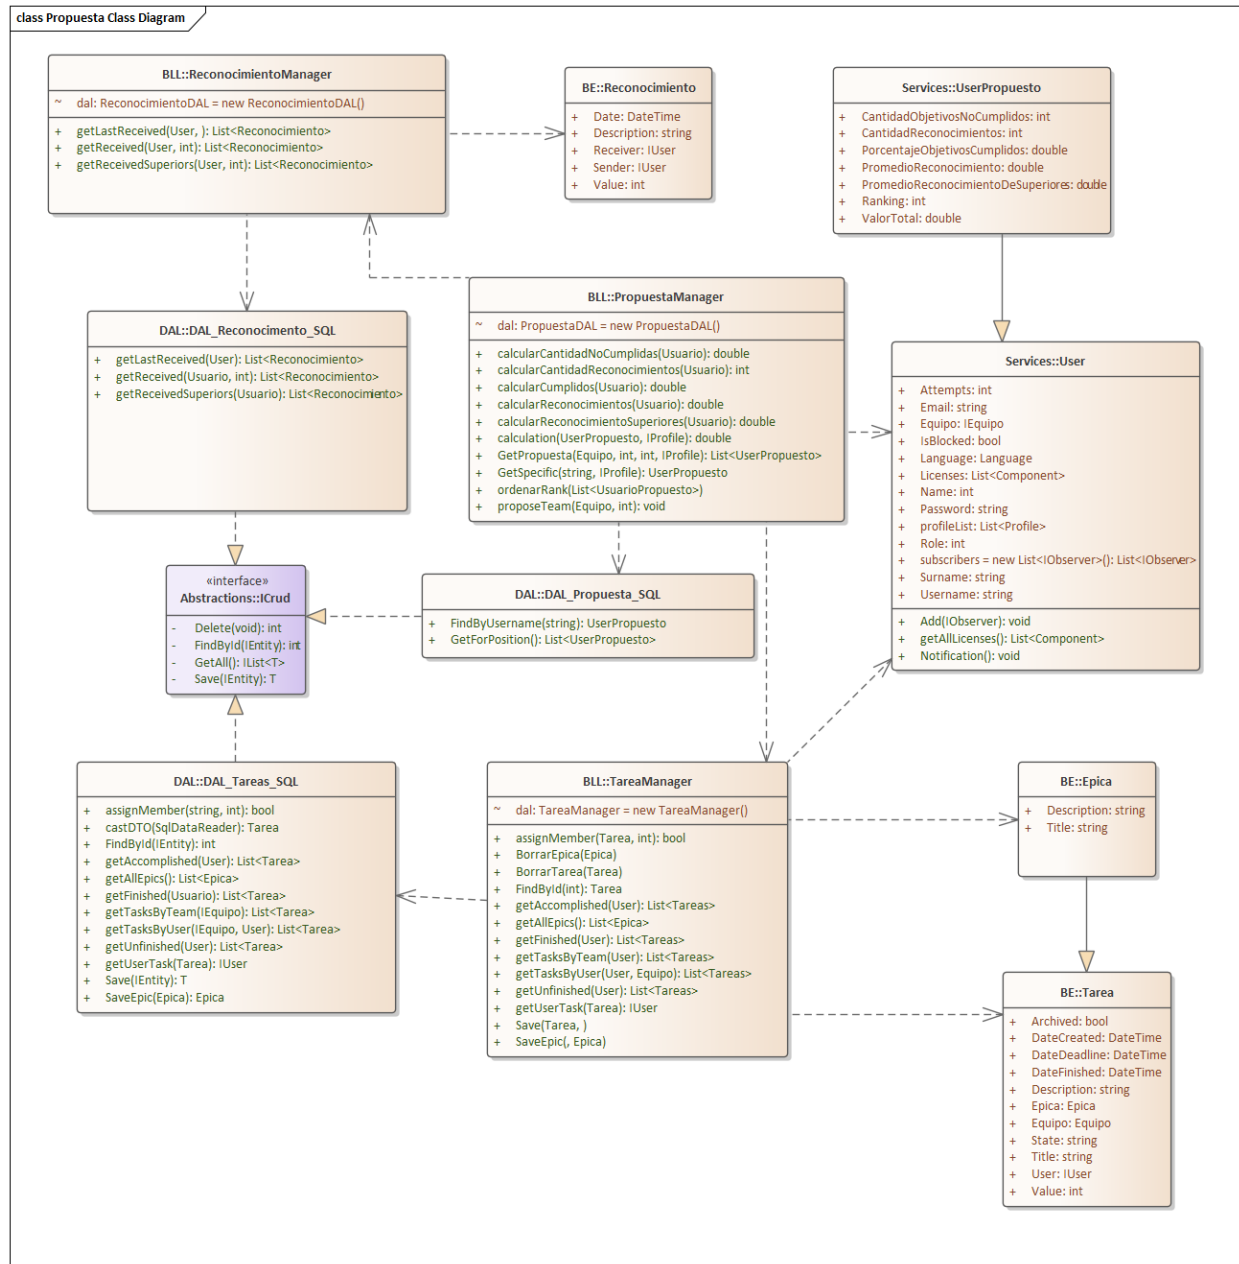 class Propuesta Class Diagram
BLL::ReconocimientoManager
~ dal: ReconocimientoDAL = new ReconocimientoDAL()
+ getLastReceived(User, ): List<Reconocimiento>
+ getReceived(User, int): List<Reconocimiento>
+ getReceivedSuperiors(User, int): List<Reconocimiento>
BE::Reconocimiento
+ Date: DateTime
+ Description: string
+ Receiver: IUser
+ Sender: IUser
+ Value: int
Services::UserPropuesto
+ CantidadObjetivosNoCumplidos: int
+ CantidadReconocimientos: int
+ PorcentajeObjetivosCumplidos: double
+ PromedioReconocimiento: double
+ PromedioReconocimientoDeSuperiores: double
+ Ranking: int
+ ValorTotal: double
BLL::PropuestaManager
~ dal: PropuestaDAL = new PropuestaDAL()
+ calcularCantidadNoCumplidas(Usuario): double
+ calcularCantidadReconocimientos(Usuario): int
+ calcularCumplidos(Usuario): double
+ calcularReconocimientos(Usuario): double
+ calcularReconocimientoSuperiores(Usuario): double
+ calculation(UserPropuesto, IProfile): double
+ GetPropuesta(Equipo, int, int, IProfile): List<UserPropuesto>
+ GetSpecific(string, IProfile): UserPropuesto
+ ordenarRank(List<UsuarioPropuesto>)
+ proposeTeam(Equipo, int): void
DAL::DAL_Reconocimento_SQL
+ getLastReceived(User): List<Reconocimiento>
+ getReceived(Usuario, int): List<Reconocimiento>
+ getReceivedSuperiors(Usuario): List<Reconocimiento>
Services::User
+ Attempts: int
+ Email: string
+ Equipo: IEquipo
+ IsBlocked: bool
+ Language: Language
+ Licenses: List<Component>
+ Name: int
+ Password: string
+ profileList: List<Profile>
+ Role: int
+ subscribers = new List<IObserver>(): List<IObserver>
+ Surname: string
+ Username: string
+ Add(IObserver): void
+ getAllLicenses(): List<Component>
+ Notification(): void
«interface»
Abstractions::ICrud
- Delete(void): int
- FindById(IEntity): int
- GetAll(): IList<T>
- Save(IEntity): T
DAL::DAL_Propuesta_SQL
+ FindByUsername(string): UserPropuesto
+ GetForPosition(): List<UserPropuesto>
DAL::DAL_Tareas_SQL
+ assignMember(string, int): bool
+ castDTO(SqlDataReader): Tarea
+ FindById(IEntity): int
+ getAccomplished(User): List<Tarea>
+ getAllEpics(): List<Epica>
+ getFinished(Usuario): List<Tarea>
+ getTasksByTeam(IEquipo): List<Tarea>
+ getTasksByUser(IEquipo, User): List<Tarea>
+ getUnfinished(User): List<Tarea>
+ getUserTask(Tarea): IUser
+ Save(IEntity): T
+ SaveEpic(Epica): Epica
BLL::TareaManager
~ dal: TareaManager = new TareaManager()
+ assignMember(Tarea, int): bool
+ BorrarEpica(Epica)
+ BorrarTarea(Tarea)
+ FindById(int): Tarea
+ getAccomplished(User): List<Tareas>
+ getAllEpics(): List<Epica>
+ getFinished(User): List<Tareas>
+ getTasksByTeam(User): List<Tareas>
+ getTasksByUser(User, Equipo): List<Tareas>
+ getUnfinished(User): List<Tareas>
+ getUserTask(Tarea): IUser
+ Save(Tarea, )
+ SaveEpic(, Epica)
BE::Epica
+ Description: string
+ Title: string
BE::Tarea
+ Archived: bool
+ DateCreated: DateTime
+ DateDeadline: DateTime
+ DateFinished: DateTime
+ Description: string
+ Epica: Epica
+ Equipo: Equipo
+ State: string
+ Title: string
+ User: IUser
+ Value: int